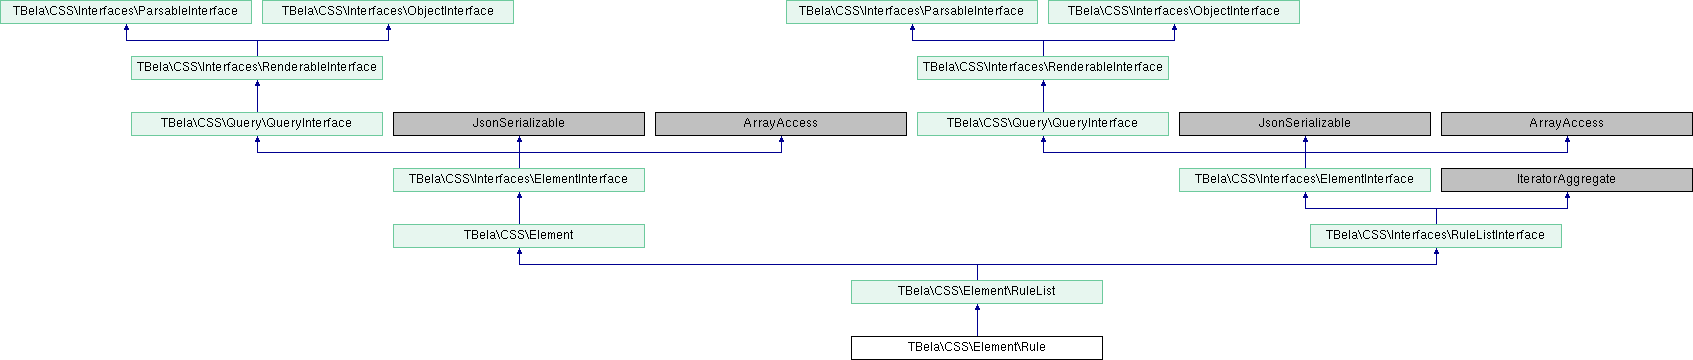 TBela\CSS\Interfaces\ParsableInterface TBela\CSS\Interfaces\ObjectInterface TBela\CSS\Interfaces\ParsableInterface TBela\CSS\Interfaces\ObjectInterface
TBela\CSS\Interfaces\RenderableInterface TBela\CSS\Interfaces\RenderableInterface
TBela\CSS\Query\QueryInterface JsonSerializable ArrayAccess TBela\CSS\Query\QueryInterface JsonSerializable ArrayAccess
TBela\CSS\Interfaces\ElementInterface TBela\CSS\Interfaces\ElementInterface IteratorAggregate
TBela\CSS\Element TBela\CSS\Interfaces\RuleListInterface
TBela\CSS\Element\RuleList
TBela\CSS\Element\Rule